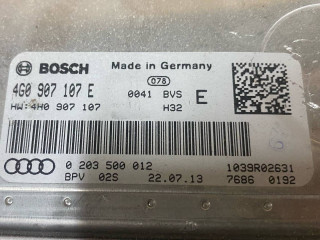 BOSCH Made in Germany
078
4G0 907 107 E 0041 BVS E
HW:4H0 907 107 H32
0 203 500 012 1039R02631
BPV 02S 22.07.13 7686 0192